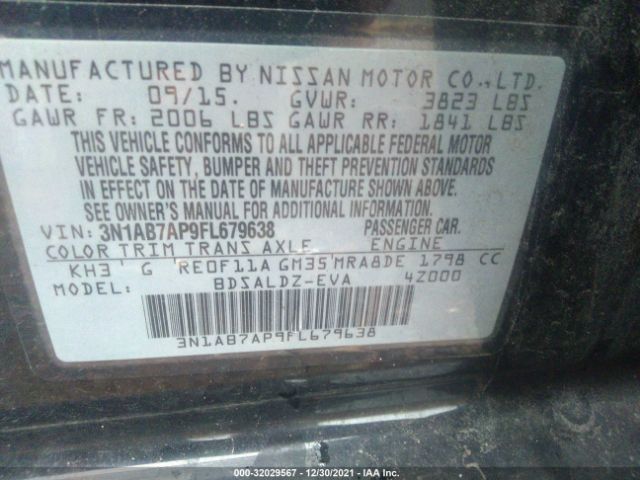 MANUFACTURED BY NISSAN MOTOR CO., LTD.
DATE: 09/15. GVWR: 3823 LBS
GAWR FR: 2006 LBS GAWR RR: 1841 LBS
THIS VEHICLE CONFORMS TO ALL APPLICABLE FEDERAL MOTOR
VEHICLE SAFETY, BUMPER AND THEFT PREVENTION STANDARDS
IN EFFECT ON THE DATE OF MANUFACTURE SHOWN ABOVE.
SEE OWNER'S MANUAL FOR ADDITIONAL INFORMATION.
VIN: 3N1AB7AP9FL679638 PASSENGER CAR.
COLOR TRIM TRANS AXLE ENGINE
KH3 G RE0F11A GM35 MRA8DE 1798 CC
MODEL: BDSALDZ-EVA 4Z000
3N1AB7AP9FL679638
000-32029567 - 12/30/2021 - IAA Inc.